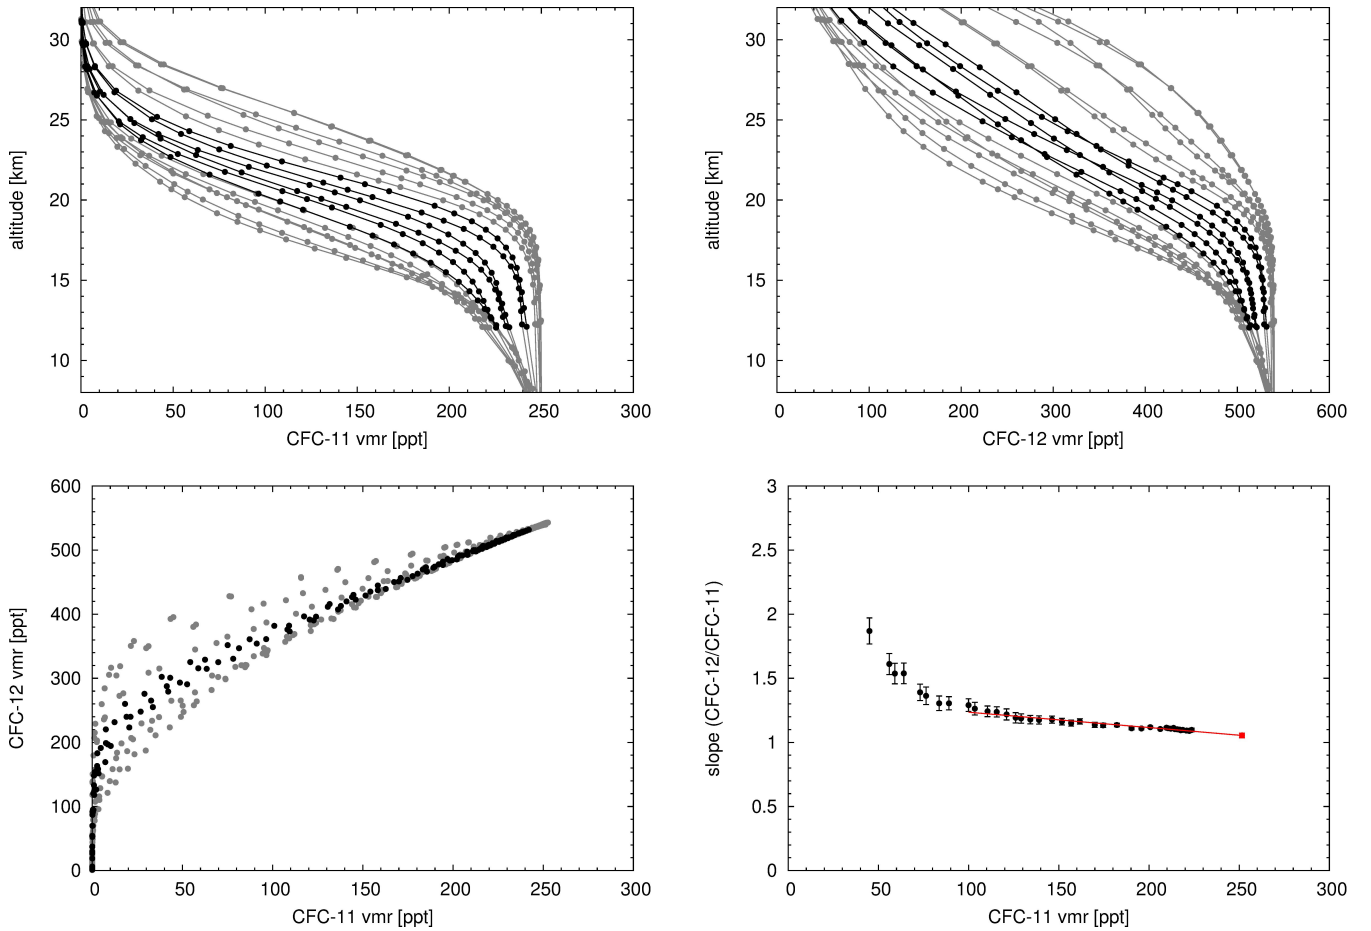 30
25
20
15
10
altitude [km]
0 50 100 150 200 250 300
CFC-11 vmr [ppt]
30
25
20
15
10
altitude [km]
0 100 200 300 400 500 600
CFC-12 vmr [ppt]
600
500
400
300
200
100
0
CFC-12 vmr [ppt]
0 50 100 150 200 250 300
CFC-11 vmr [ppt]
3
2.5
2
1.5
1
0.5
0
slope (CFC-12/CFC-11)
0 50 100 150 200 250 300
CFC-11 vmr [ppt]